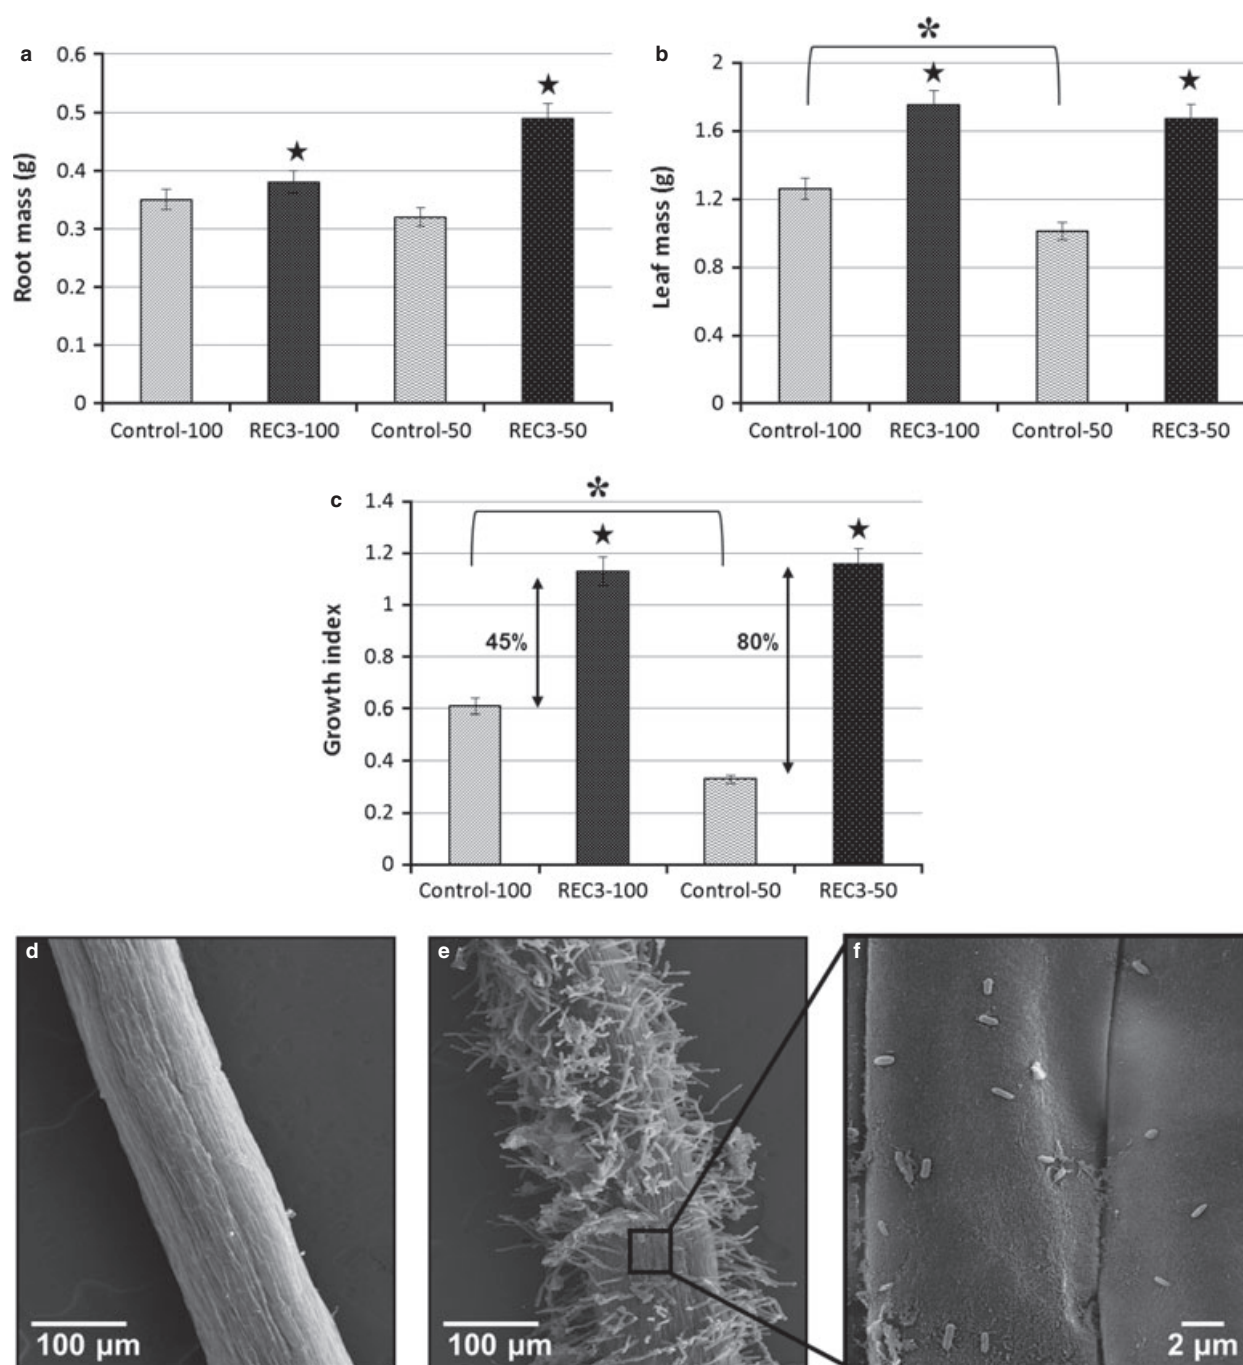 a
Root mass (g)
0.6
0.5
0.4
0.3
0.2
0.1
0
★
★
Control-100 REC3-100 Control-50 REC3-50
b
Leaf mass (g)
2
1.6
1.2
0.8
0.4
0
*
★
★
Control-100 REC3-100 Control-50 REC3-50
c
Growth index
1.4
1.2
1
0.8
0.6
0.4
0.2
0
*
★
★
45%
80%
Control-100 REC3-100 Control-50 REC3-50
d
100 µm
e
100 µm
f
2 µm